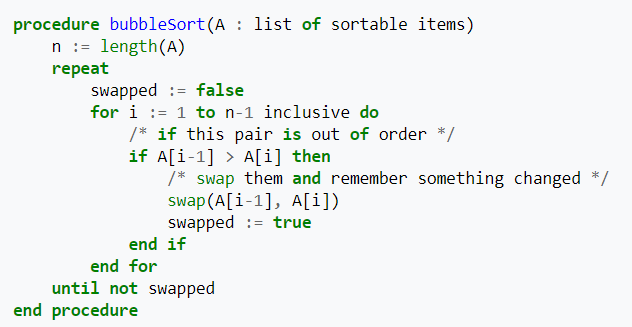 procedure bubbleSort(A : list of sortable items)
    n := length(A)
    repeat
        swapped := false
        for i := 1 to n-1 inclusive do
            /* if this pair is out of order */
            if A[i-1] > A[i] then
                /* swap them and remember something changed */
                swap(A[i-1], A[i])
                swapped := true
            end if
        end for
    until not swapped
end procedure